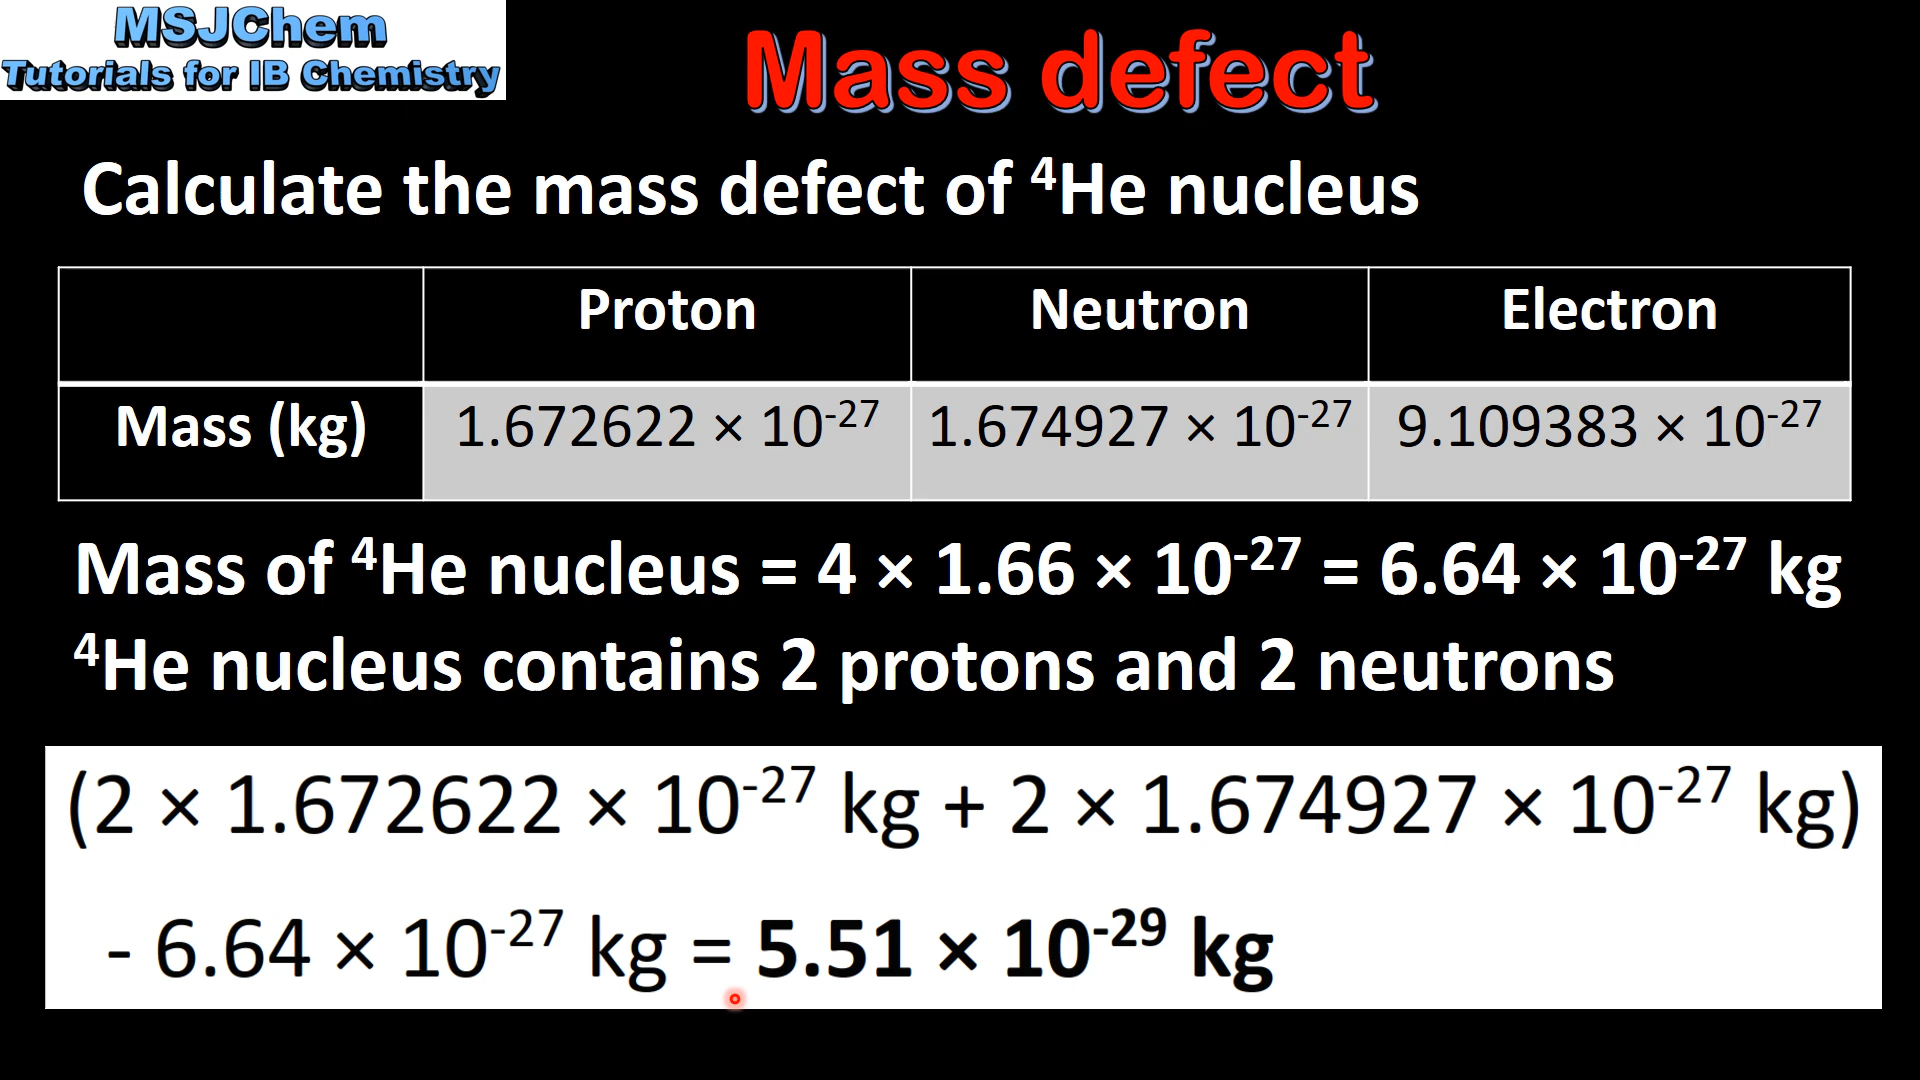 MSJChem
Tutorials for IB Chemistry
Mass defect
Calculate the mass defect of ⁴He nucleus
Proton Neutron Electron
Mass (kg) 1.672622 × 10⁻²⁷ 1.674927 × 10⁻²⁷ 9.109383 × 10⁻²⁷
Mass of ⁴He nucleus = 4 × 1.66 × 10⁻²⁷ = 6.64 × 10⁻²⁷ kg
⁴He nucleus contains 2 protons and 2 neutrons
(2 × 1.672622 × 10⁻²⁷ kg + 2 × 1.674927 × 10⁻²⁷ kg)
- 6.64 × 10⁻²⁷ kg = 5.51 × 10⁻²⁹ kg